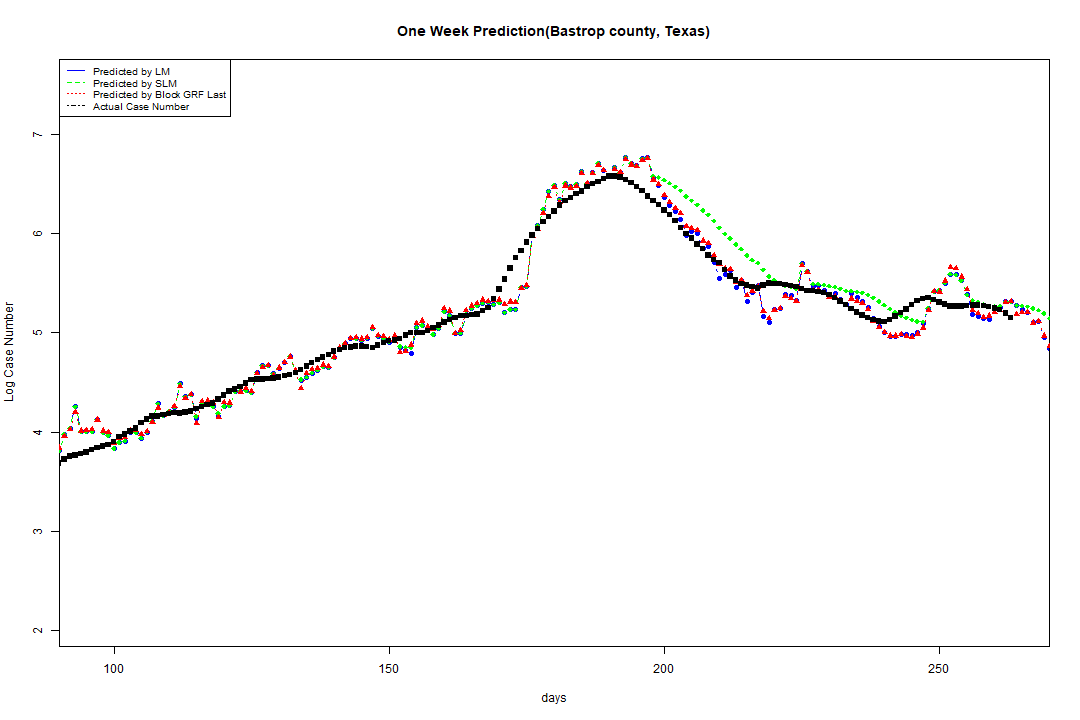 One Week Prediction(Bastrop county, Texas)
Predicted by LM
Predicted by SLM
Predicted by Block GRF Last
Actual Case Number
7
6
5
4
3
2
Log Case Number
100 150 200 250
days